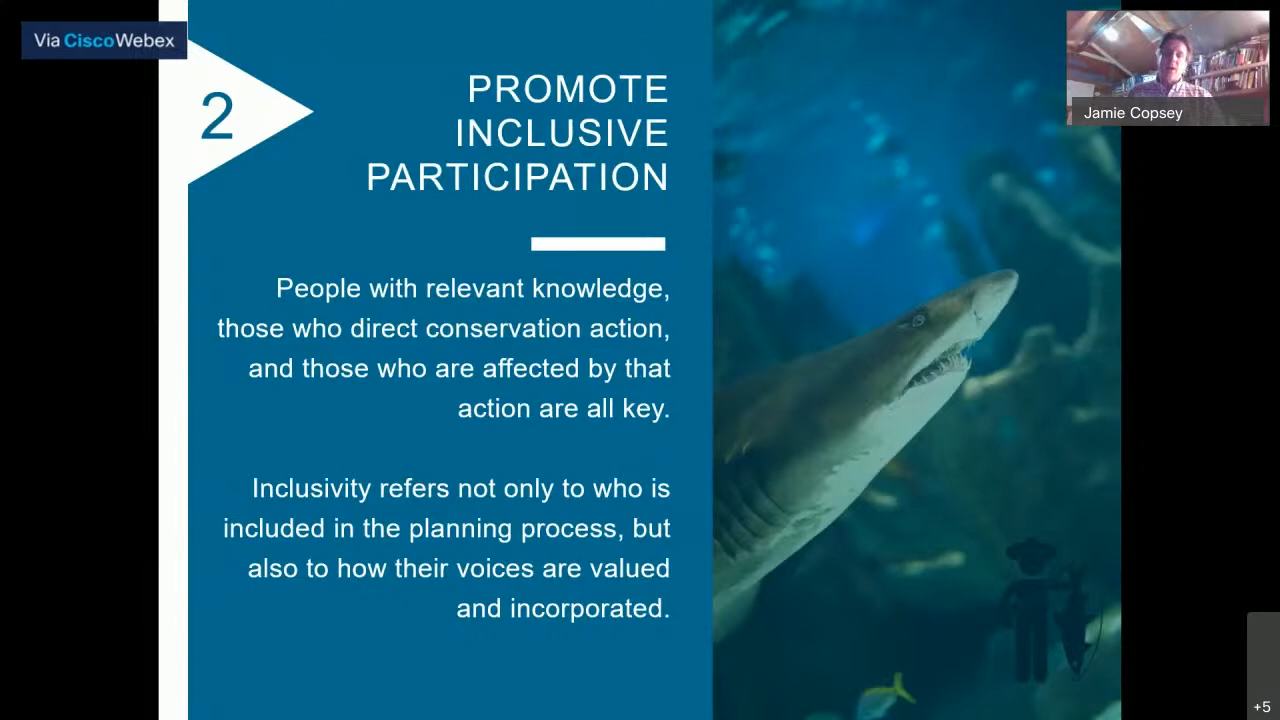 Via CiscoWebex
2
PROMOTE
INCLUSIVE
PARTICIPATION
People with relevant knowledge,
those who direct conservation action,
and those who are affected by that
action are all key.
Inclusivity refers not only to who is
included in the planning process, but
also to how their voices are valued
and incorporated.
Jamie Copsey
+5